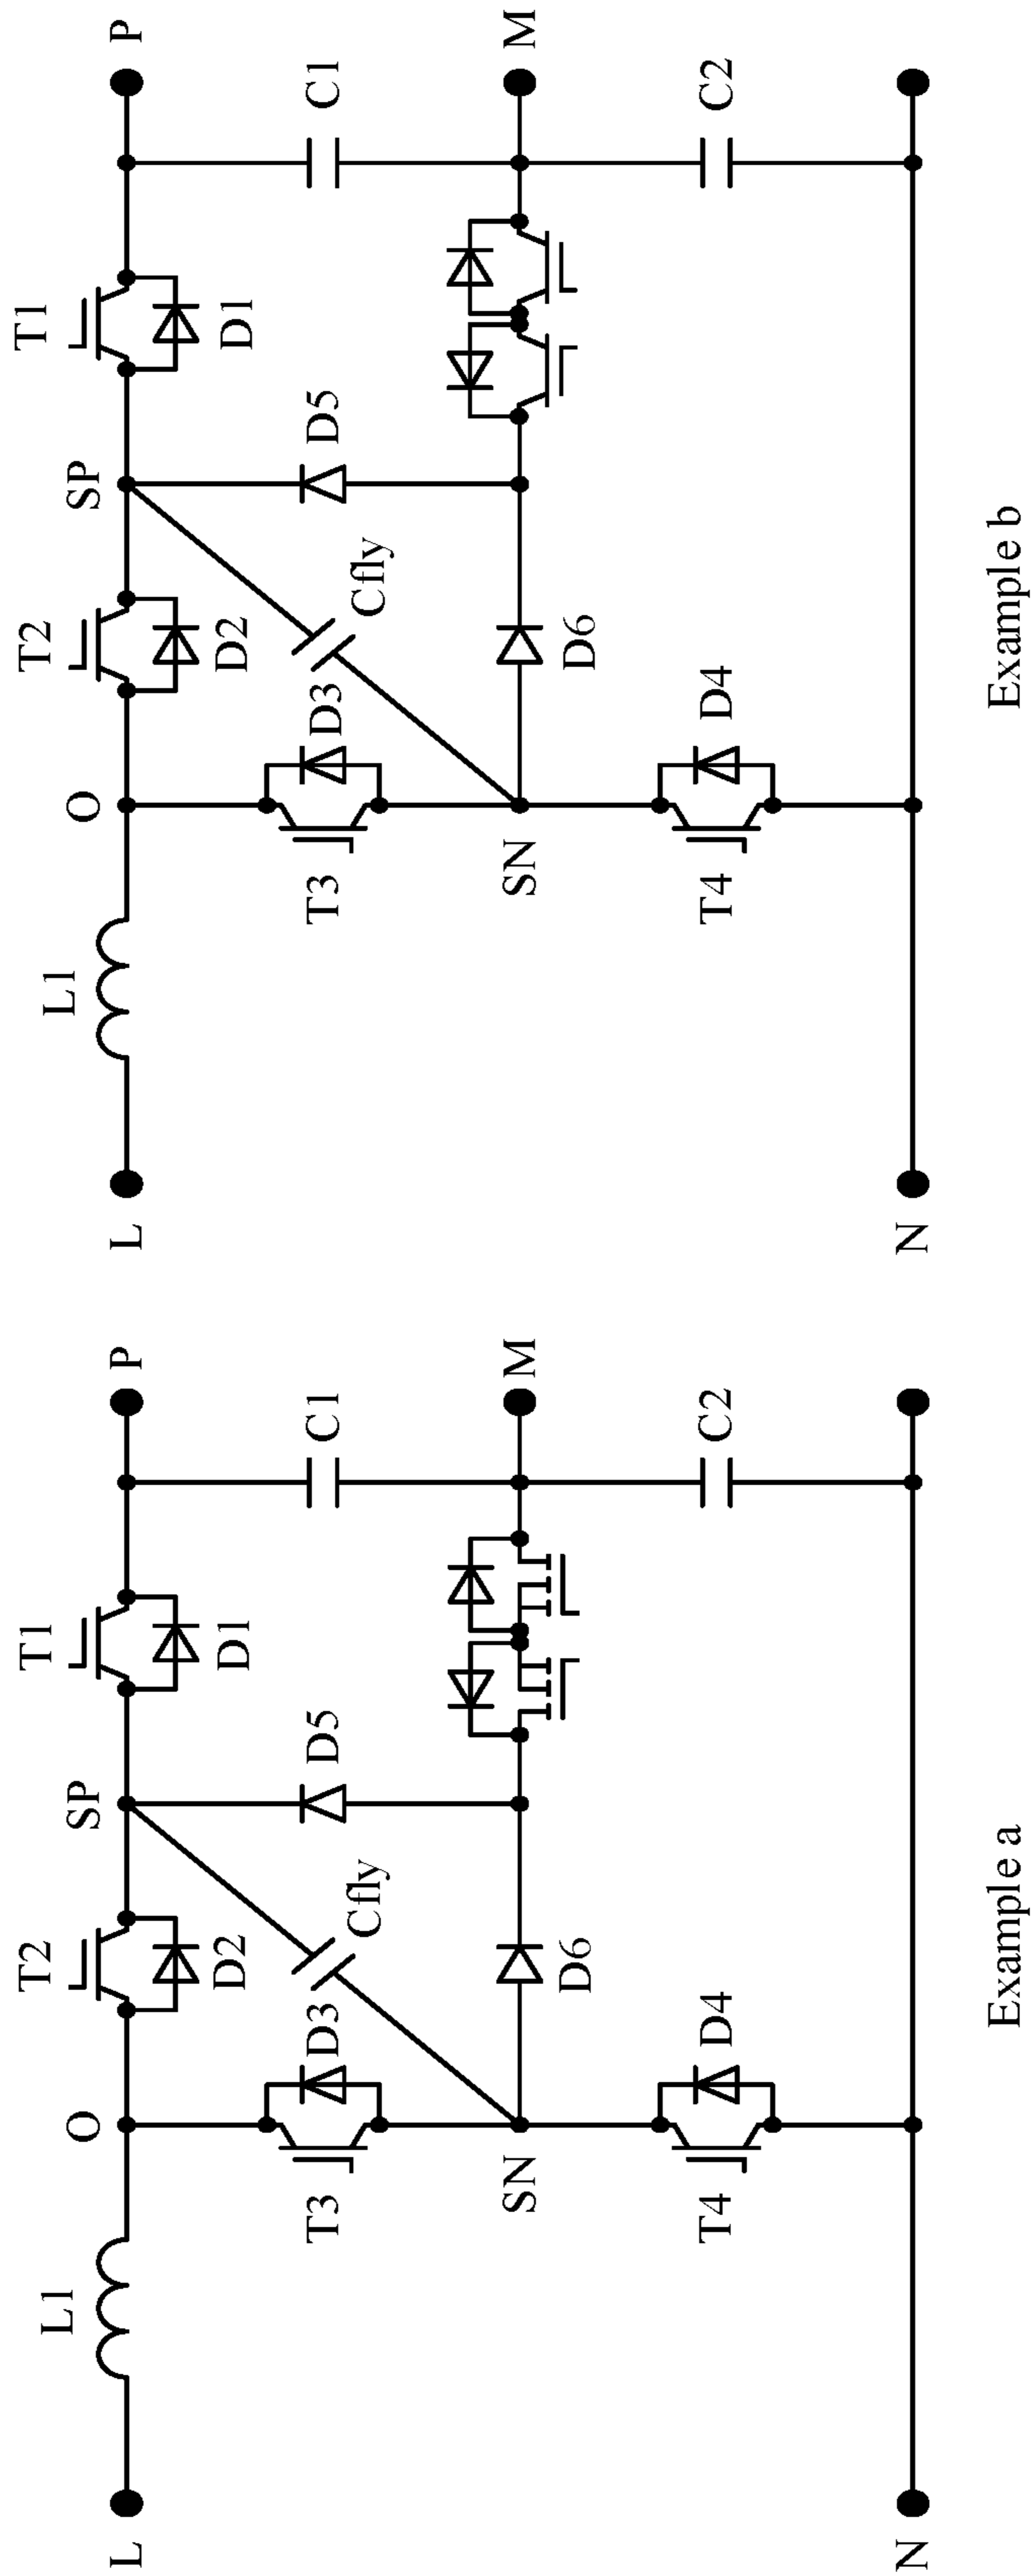 L
L1
O
T2
SP
T1
P
D2
D1
T3
D3
Cfly
D5
C1
SN
D6
M
T4
D4
C2
N
Example a
L
L1
O
T2
SP
T1
P
D2
D1
T3
D3
Cfly
D5
C1
SN
D6
M
T4
D4
C2
N
Example b